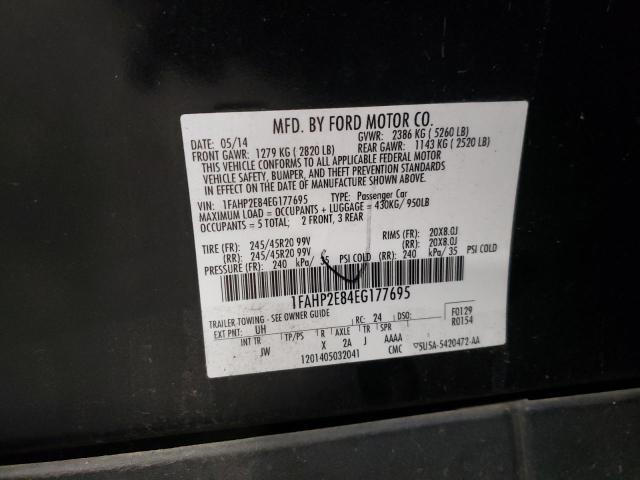 MFD. BY FORD MOTOR CO.
DATE: 05/14 GVWR: 2386 KG ( 5260 LB)
FRONT GAWR: 1279 KG ( 2820 LB) REAR GAWR: 1143 KG ( 2520 LB)
THIS VEHICLE CONFORMS TO ALL APPLICABLE FEDERAL MOTOR
VEHICLE SAFETY, BUMPER, AND THEFT PREVENTION STANDARDS
IN EFFECT ON THE DATE OF MANUFACTURE SHOWN ABOVE.
VIN: 1FAHP2E84EG177695 TYPE: Passenger Car
MAXIMUM LOAD = OCCUPANTS + LUGGAGE = 430KG/ 950LB
OCCUPANTS = 5 TOTAL; 2 FRONT, 3 REAR
TIRE (FR): 245/45R20 99V RIMS (FR): 20X8.0J
(RR): 245/45R20 99V (RR): 20X8.0J
PRESSURE (FR): 240 kPa/ 35 PSI COLD (RR): 240 kPa/ 35 PSI COLD
1FAHP2E84EG177695
TRAILER TOWING - SEE OWNER GUIDE
EXT PNT: UH RC: 24 DSO: F0129
R0154
INT TR TP/PS R AXLE TR SPR
JW X 2A J AAAA
1201405032041 CMC 5U5A-5420472-AA